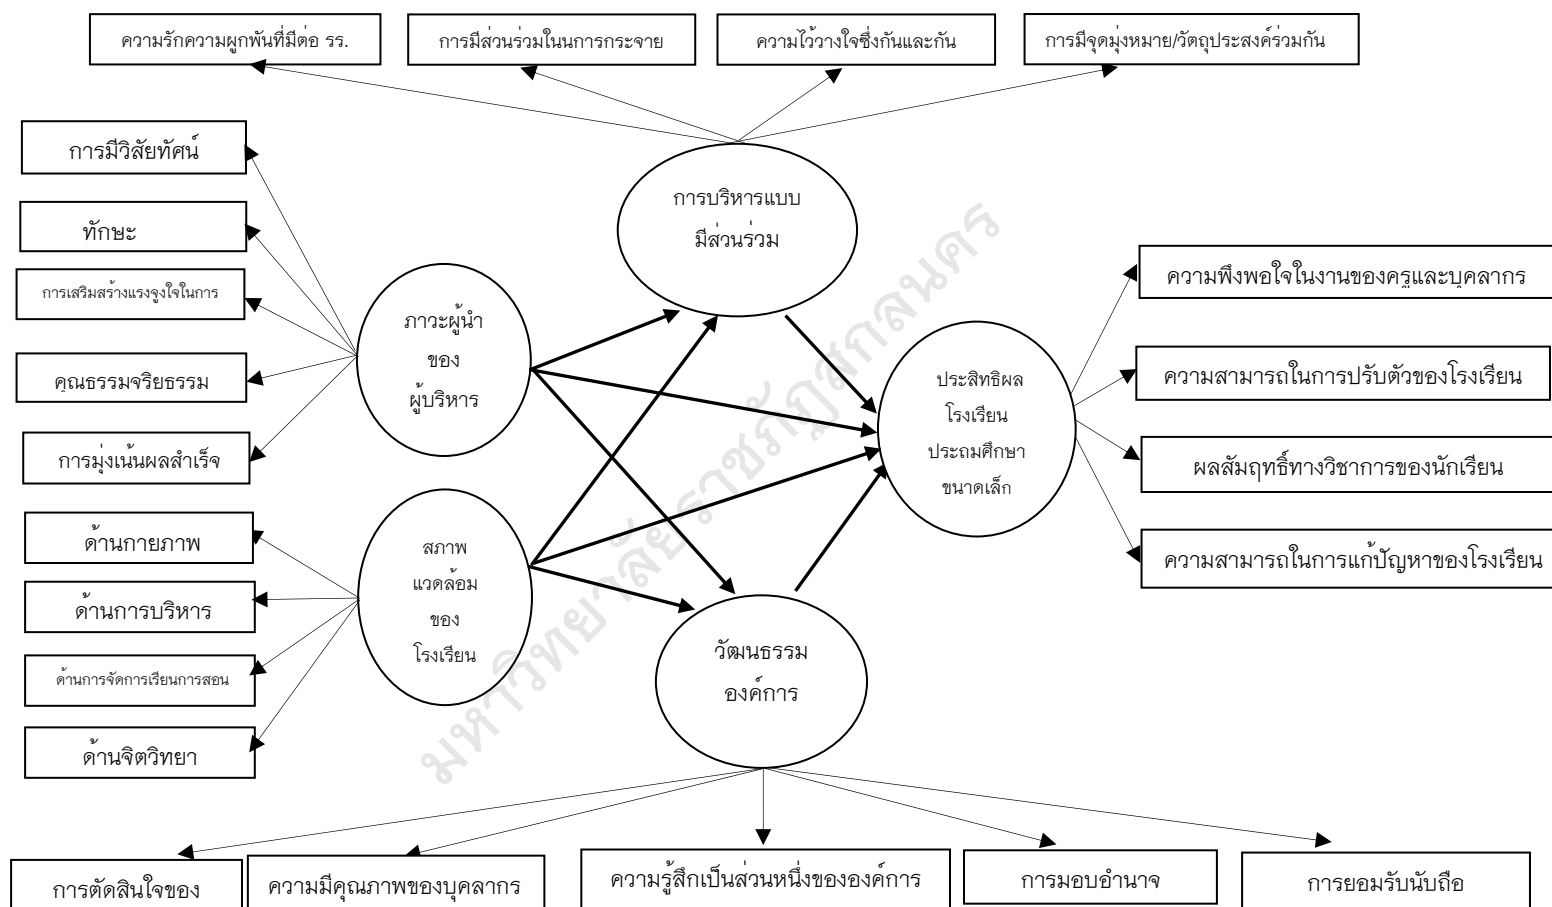 ความรักความผูกพันที่มีต่อ รร.
การมีส่วนร่วมในนการกระจาย
ความไว้วางใจซึ่งกันและกัน
การมีจุดมุ่งหมาย/วัตถุประสงค์ร่วมกัน
การมีวิสัยทัศน์
ทักษะ
การเสริมสร้างแรงจูงใจในการ
คุณธรรมจริยธรรม
การมุ่งเน้นผลสำเร็จ
ด้านกายภาพ
ด้านการบริหาร
ด้านการจัดการเรียนการสอน
ด้านจิตวิทยา
ภาวะผู้นำ
ของ
ผู้บริหาร
สภาพ
แวดล้อม
ของ
โรงเรียน
การบริหารแบบ
มีส่วนร่วม
วัฒนธรรม
องค์การ
ประสิทธิผล
โรงเรียน
ประถมศึกษา
ขนาดเล็ก
ความพึงพอใจในงานของครูและบุคลากร
ความสามารถในการปรับตัวของโรงเรียน
ผลสัมฤทธิ์ทางวิชาการของนักเรียน
ความสามารถในการแก้ปัญหาของโรงเรียน
การตัดสินใจของ
ความมีคุณภาพของบุคลากร
ความรู้สึกเป็นส่วนหนึ่งขององค์การ
การมอบอำนาจ
การยอมรับนับถือ
มหาวิทยาลัยราชภัฏสกลนคร